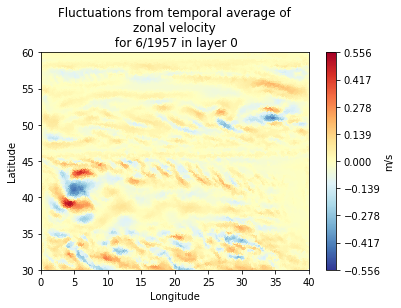 Fluctuations from temporal average of
zonal velocity
for 6/1957 in layer 0
60
55
50
45
40
35
30
0 5 10 15 20 25 30 35 40
Latitude
Longitude
0.556
0.417
0.278
0.139
0.000
−0.139
−0.278
−0.417
−0.556
m/s